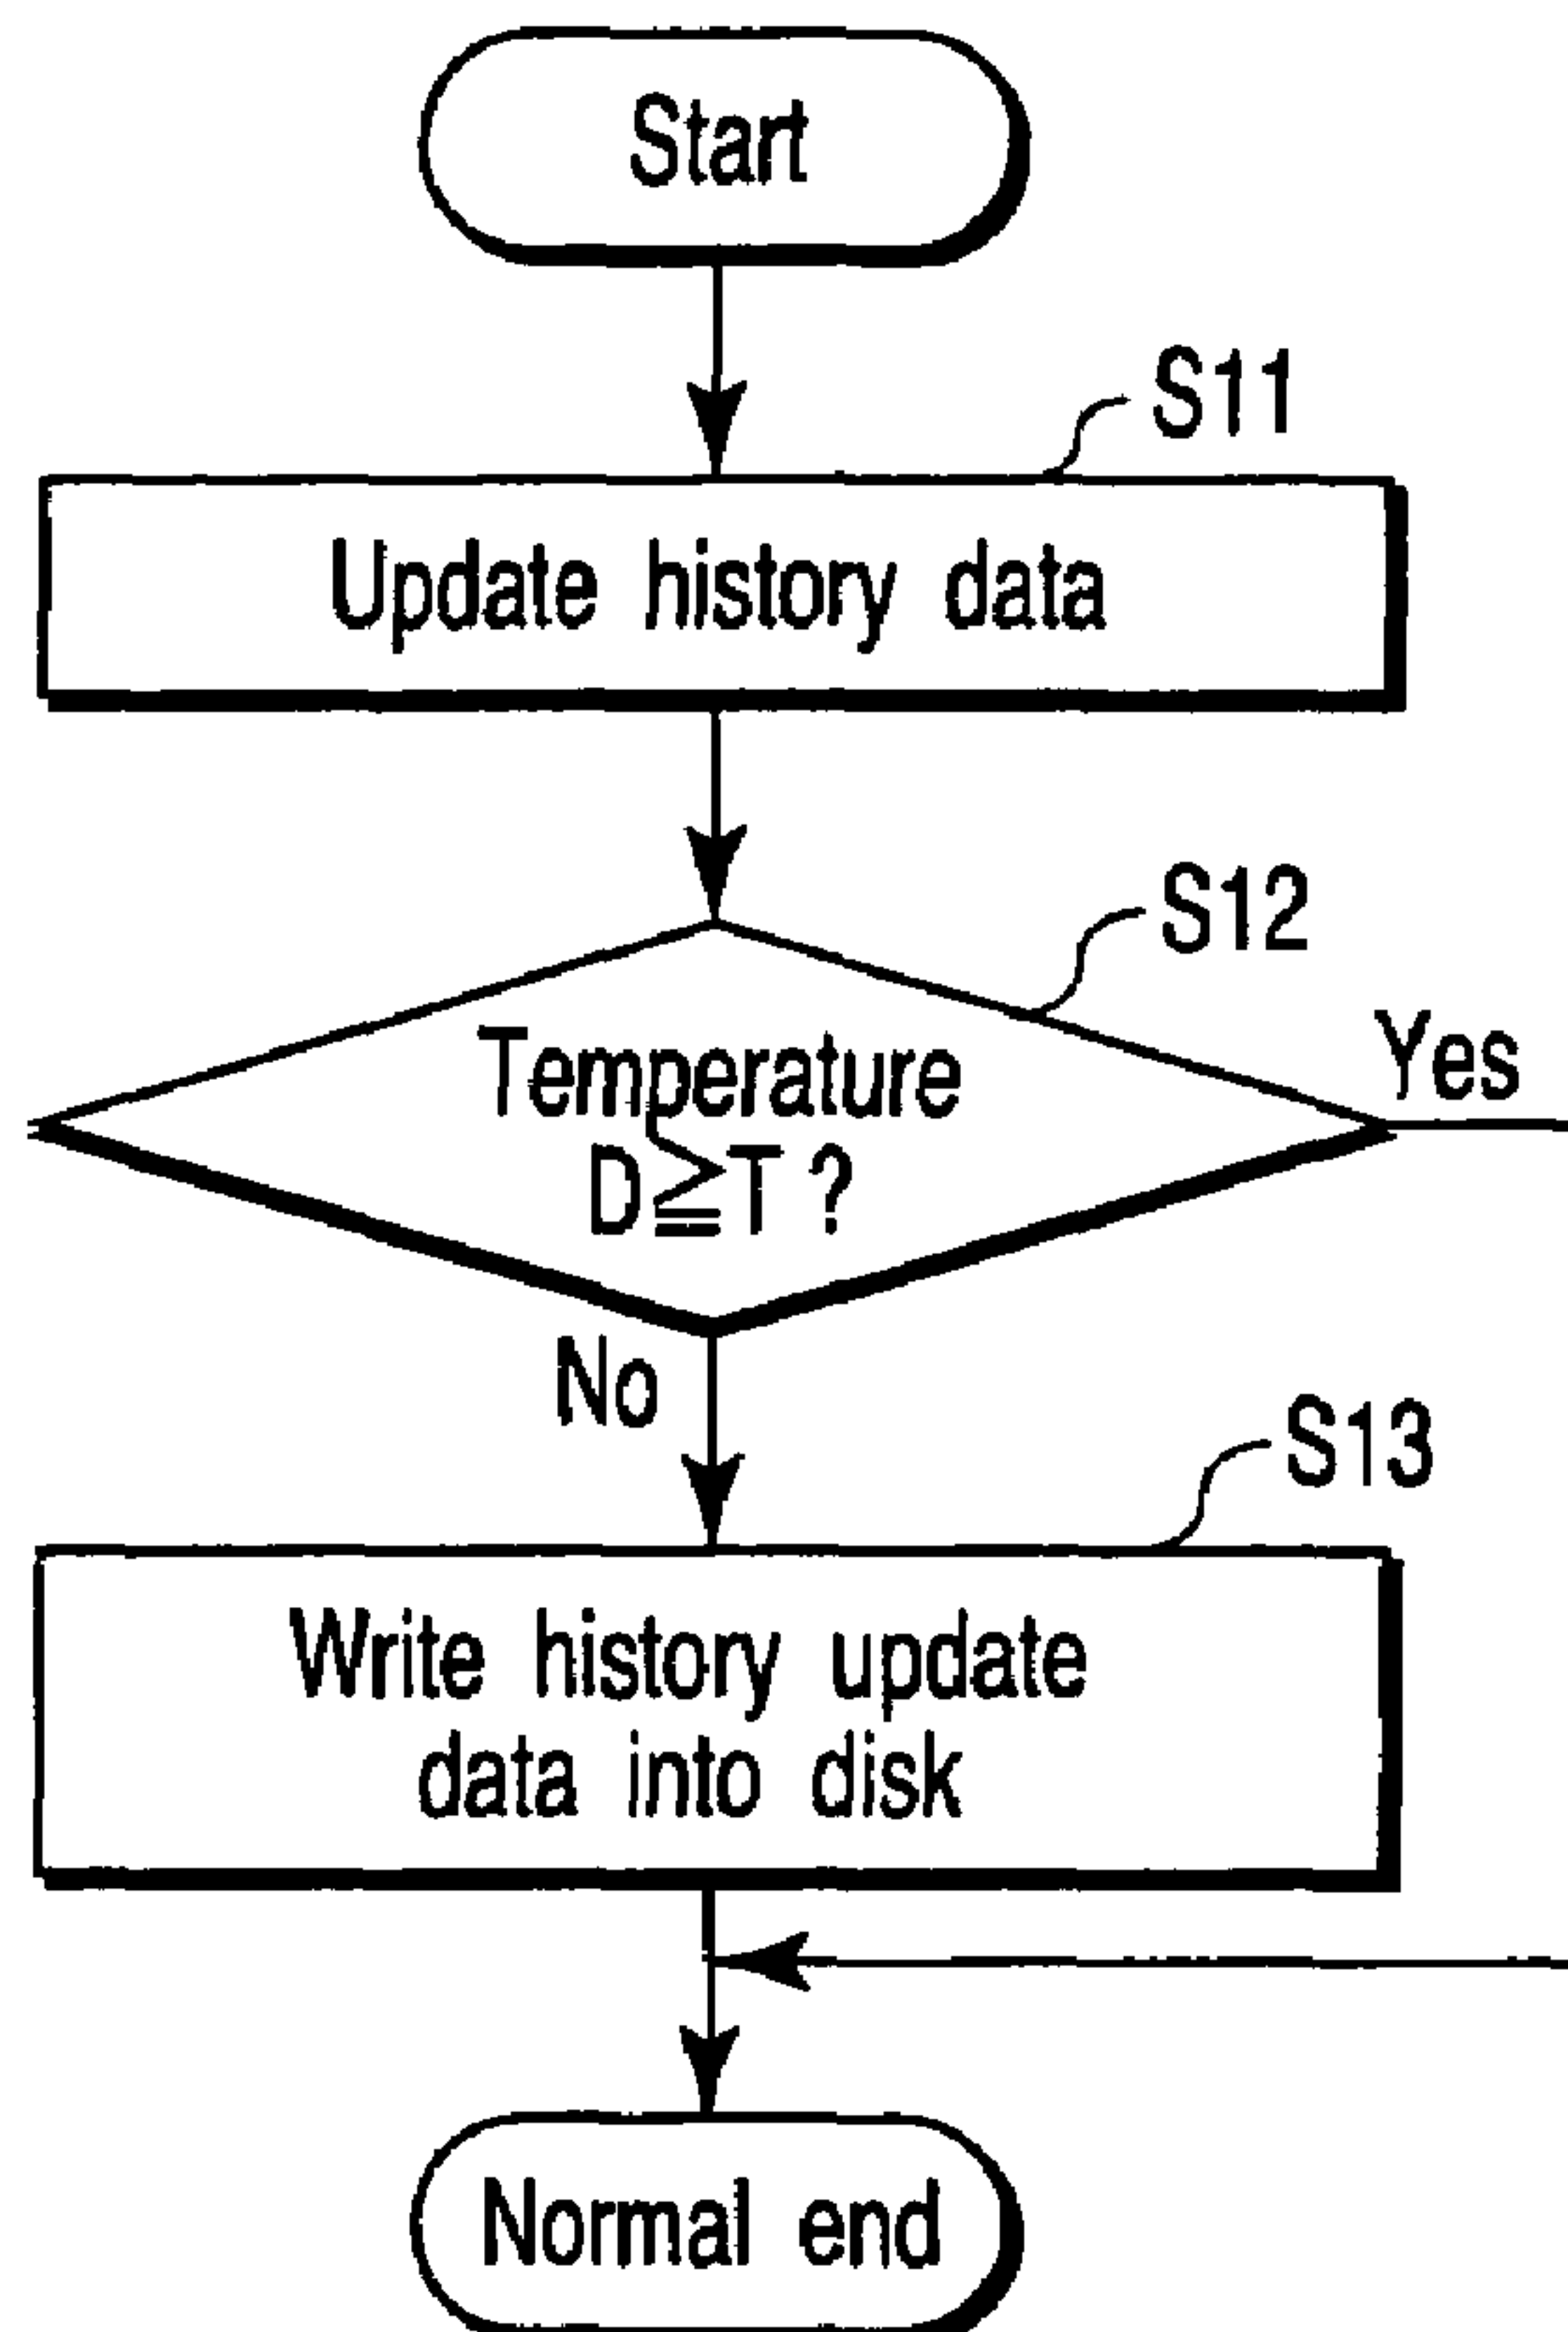 Start
S11
Update history data
S12
Temperature
D≧T ?
Yes
No
S13
Write history update
data into disk
Normal end